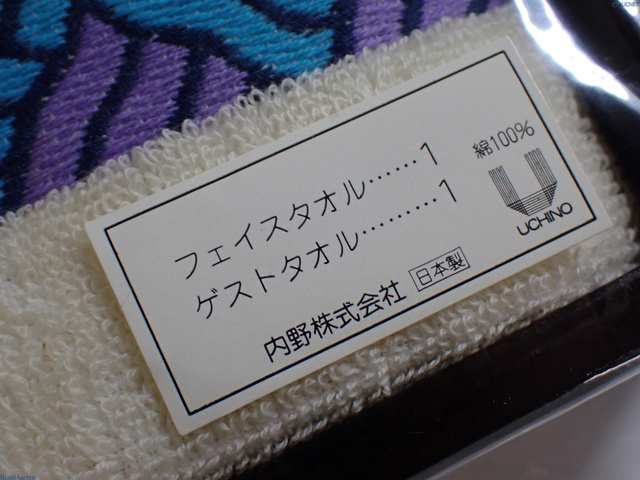 フェイスタオル……1
ゲストタオル………1
綿100%
UCHINO
内野株式会社
日本製